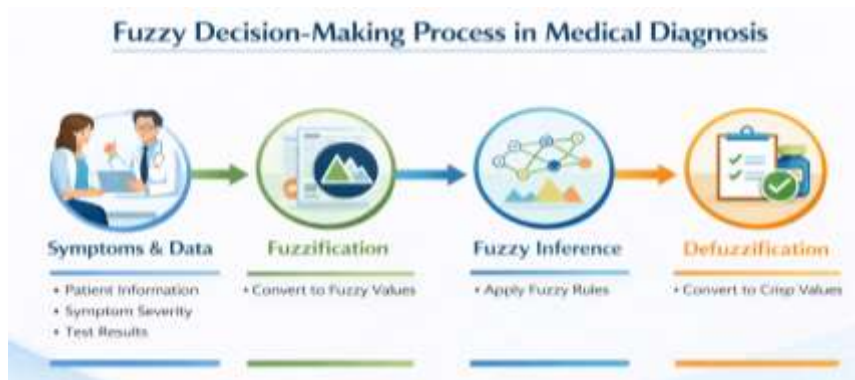 Fuzzy Decision-Making Process in Medical Diagnosis
Symptoms & Data
• Patient Information
• Symptom Severity
• Test Results
Fuzzification
• Convert to Fuzzy Values
Fuzzy Inference
• Apply Fuzzy Rules
Defuzzification
• Convert to Crisp Values